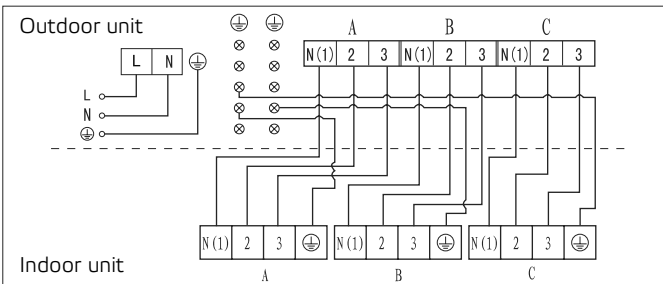 Outdoor unit
A B C
L N
N(1) 2 3 N(1) 2 3 N(1) 2 3
L
N
N(1) 2 3
N(1) 2 3
N(1) 2 3
A B C
Indoor unit